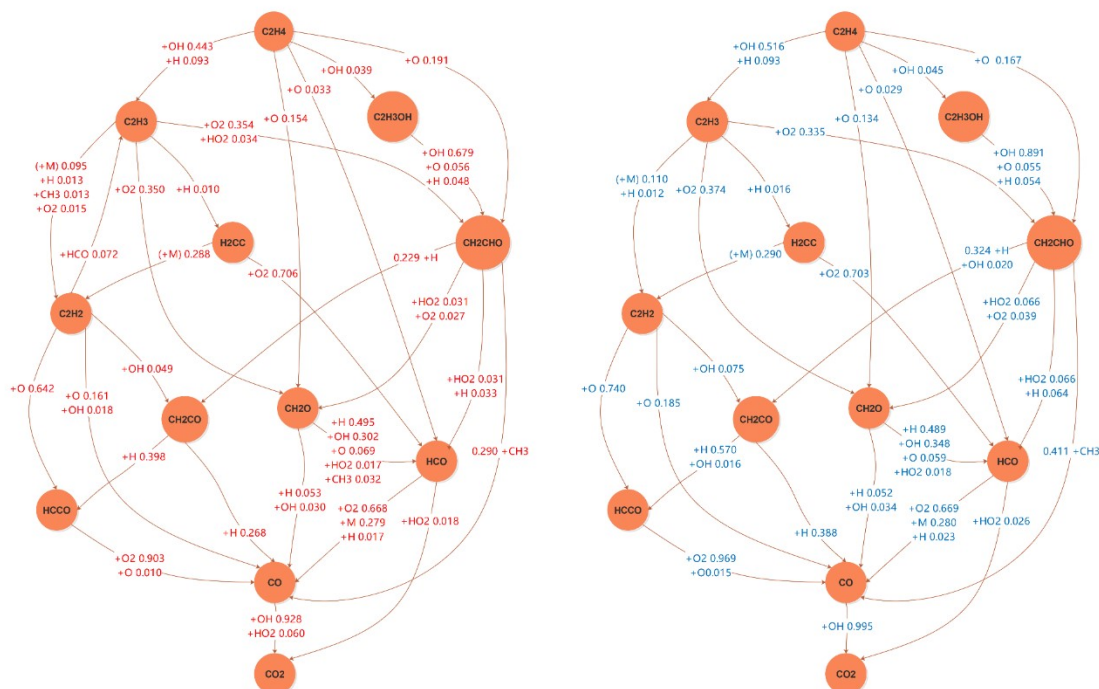 C2H4
+OH 0.443
+H 0.093
+OH 0.039
+O 0.191
+O 0.033
C2H3
C2H3OH
+O 0.154
+O2 0.354
+HO2 0.034
+OH 0.679
+O 0.056
+H 0.048
(+M) 0.095
+H 0.013
+CH3 0.013
+O2 0.015
+O2 0.350
+H 0.010
H2CC
CH2CHO
+HCO 0.072
(+M) 0.288
0.229 +H
+O2 0.706
C2H2
+HO2 0.031
+O2 0.027
+OH 0.049
+O 0.642
+O 0.161
+OH 0.018
+HO2 0.031
+H 0.033
CH2CO
CH2O
+H 0.495
+OH 0.302
+O 0.069
+HO2 0.017
+CH3 0.032
0.290 +CH3
HCO
+H 0.398
HCCO
+H 0.053
+OH 0.030
+O2 0.668
+M 0.279
+H 0.017
+HO2 0.018
+H 0.268
+O2 0.903
+O 0.010
CO
+OH 0.928
+HO2 0.060
CO2
C2H4
+OH 0.516
+H 0.093
+OH 0.045
+O 0.167
+O 0.029
C2H3
C2H3OH
+O 0.134
+O2 0.335
+OH 0.891
+O 0.055
+H 0.054
(+M) 0.110
+H 0.012
+O2 0.374
+H 0.016
H2CC
CH2CHO
(+M) 0.290
0.324 +H
+OH 0.020
+O2 0.703
C2H2
+HO2 0.066
+O2 0.039
+OH 0.075
+O 0.740
+O 0.185
+HO2 0.066
+H 0.064
CH2CO
CH2O
+H 0.489
+OH 0.348
+O 0.059
+HO2 0.018
0.411 +CH3
HCO
+H 0.570
+OH 0.016
HCCO
+H 0.052
+OH 0.034
+O2 0.669
+M 0.280
+H 0.023
+HO2 0.026
+H 0.388
+O2 0.969
+O0.015
CO
+OH 0.995
CO2